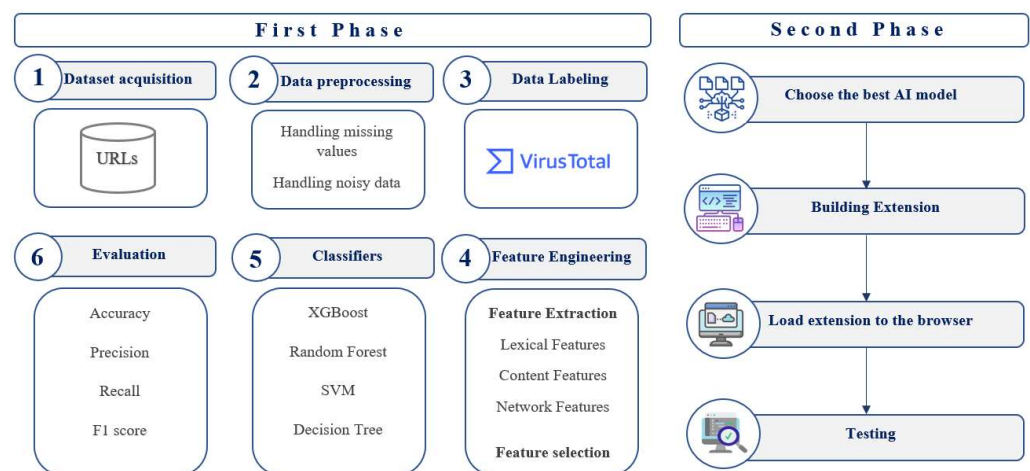 First Phase
1 Dataset acquisition
URLs
2 Data preprocessing
Handling missing
values
Handling noisy data
3 Data Labeling
VirusTotal
4 Feature Engineering
Feature Extraction
Lexical Features
Content Features
Network Features
Feature selection
5 Classifiers
XGBoost
Random Forest
SVM
Decision Tree
6 Evaluation
Accuracy
Precision
Recall
F1 score
Second Phase
Choose the best AI model
Building Extension
Load extension to the browser
Testing